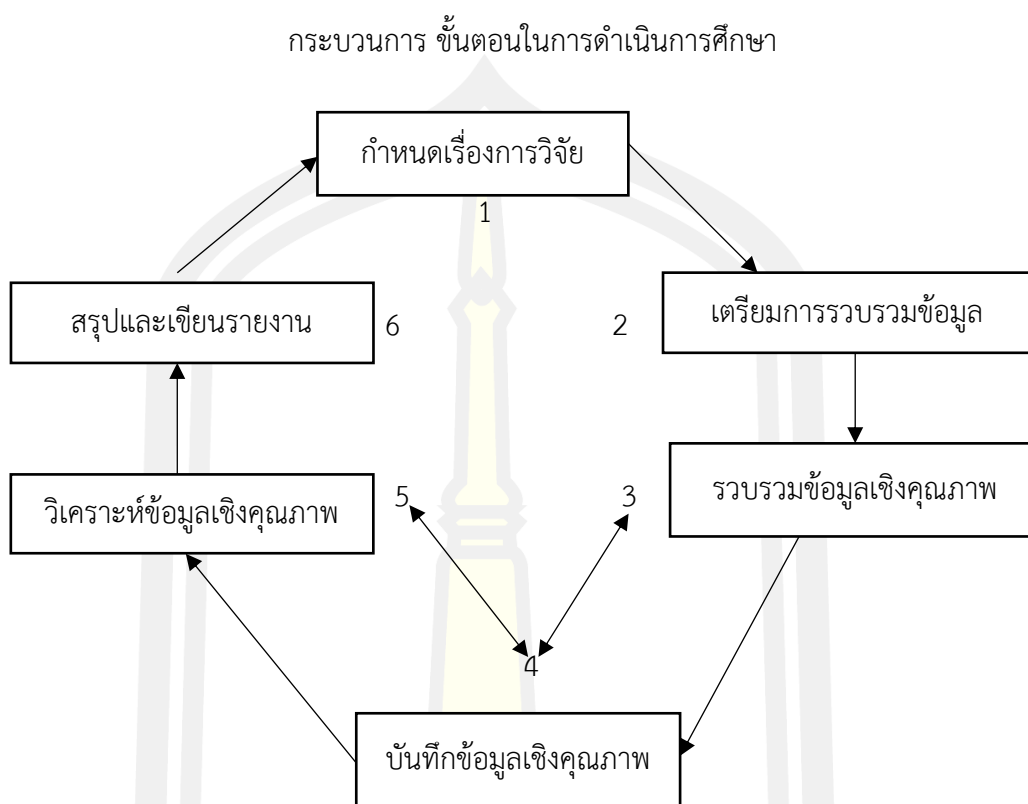 กระบวนการ ขั้นตอนในการดำเนินการศึกษา
กำหนดเรื่องการวิจัย
1
สรุปและเขียนรายงาน
6
2
เตรียมการรวบรวมข้อมูล
วิเคราะห์ข้อมูลเชิงคุณภาพ
5
3
รวบรวมข้อมูลเชิงคุณภาพ
4
บันทึกข้อมูลเชิงคุณภาพ